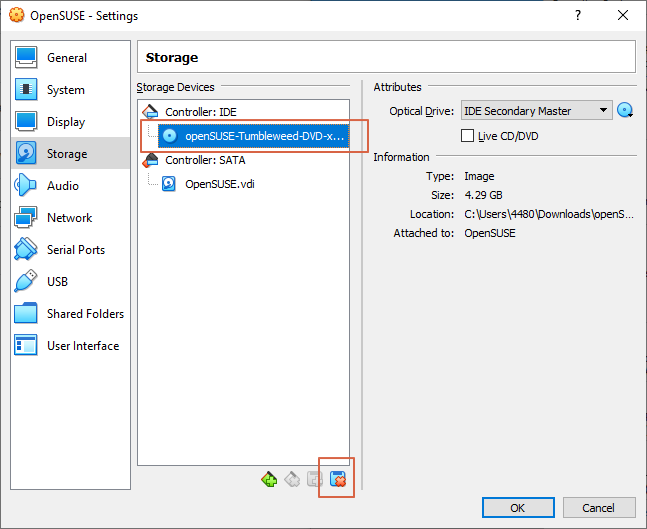 OpenSUSE - Settings
?
General
System
Display
Storage
Audio
Network
Serial Ports
USB
Shared Folders
User Interface
Storage
Storage Devices
Controller: IDE
openSUSE-Tumbleweed-DVD-x...
Controller: SATA
OpenSUSE.vdi
Attributes
Optical Drive: IDE Secondary Master
Live CD/DVD
Information
Type: Image
Size: 4.29 GB
Location: C:\Users\4480\Downloads\openS...
Attached to: OpenSUSE
OK
Cancel